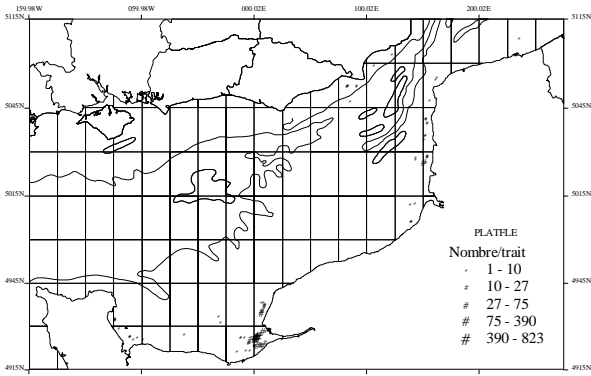 159.98W 059.98W 000.02E 100.02E 200.02E
5115N 5115N
5045N 5045N
5015N 5015N
4945N 4945N
4915N 4915N
PLATFLE
Nombre/trait
1 - 10
# 10 - 27
# 27 - 75
# 75 - 390
# 390 - 823